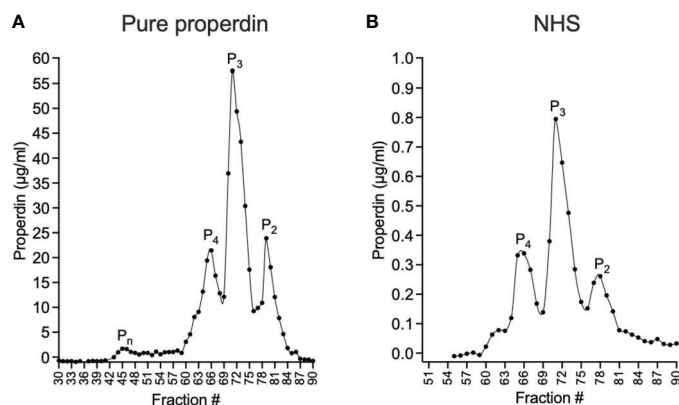 A
Pure properdin
Properdin (µg/ml)
60
55
50
45
40
35
30
25
20
15
10
5
0
Pn
P4
P3
P2
30 33 36 39 42 45 48 51 54 57 60 63 66 69 72 75 78 81 84 87 90
Fraction #
B
NHS
Properdin (µg/ml)
1.0
0.9
0.8
0.7
0.6
0.5
0.4
0.3
0.2
0.1
0.0
P4
P3
P2
51 54 57 60 63 66 69 72 75 78 81 84 87 90
Fraction #